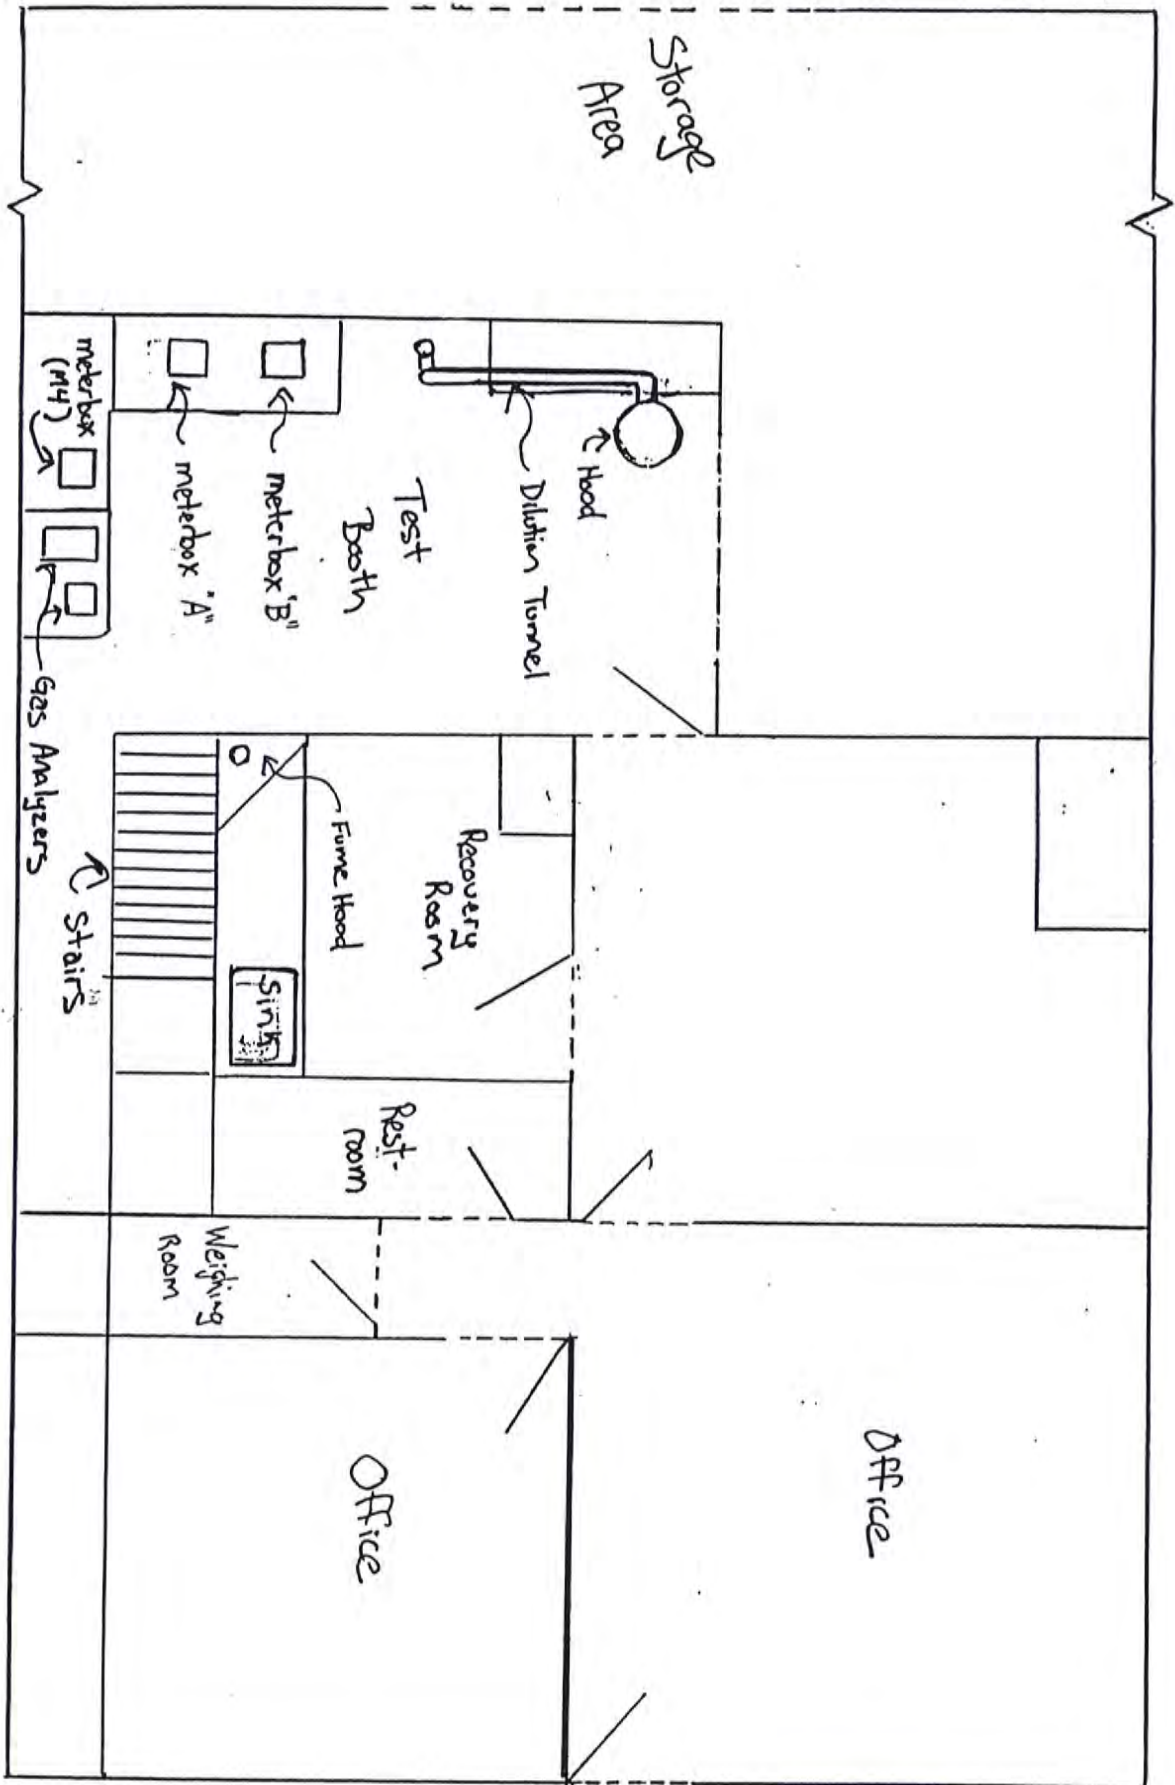 Storage
Area
Hood
Dilution Tunnel
Test
Booth
meterbox "B"
meterbox "A"
meterbox
(M4)
Gas Analyzers
Recovery
Room
Fume Hood
Sink
Stairs
Rest-
room
Weighing
Room
Office
Office